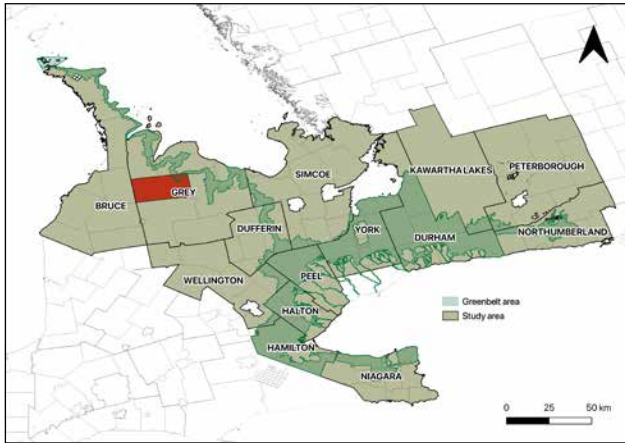 SIMCOE
KAWARTHA LAKES
PETERBOROUGH
GREY
BRUCE
DUFFERIN
YORK
DURHAM
NORTHUMBERLAND
WELLINGTON
PEEL
Greenbelt area
HALTON
Study area
HAMILTON
NIAGARA
0 25 50 km